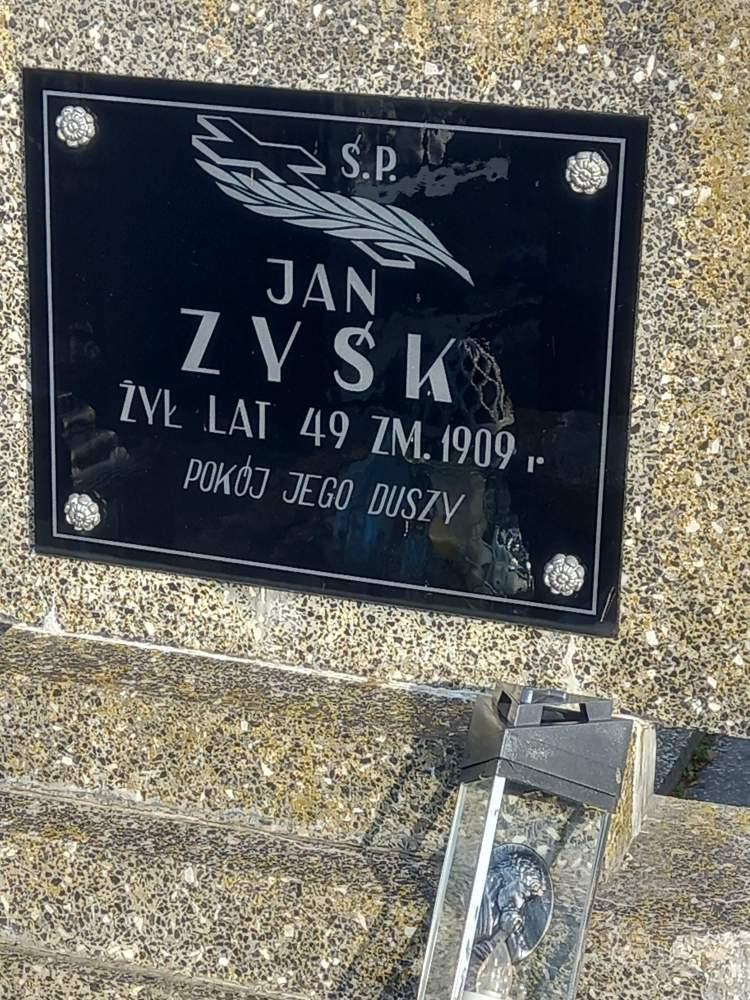 Ś.P.
JAN
ZYŚK
ŻYŁ LAT 49 ZM. 1909 r
POKÓJ JEGO DUSZY